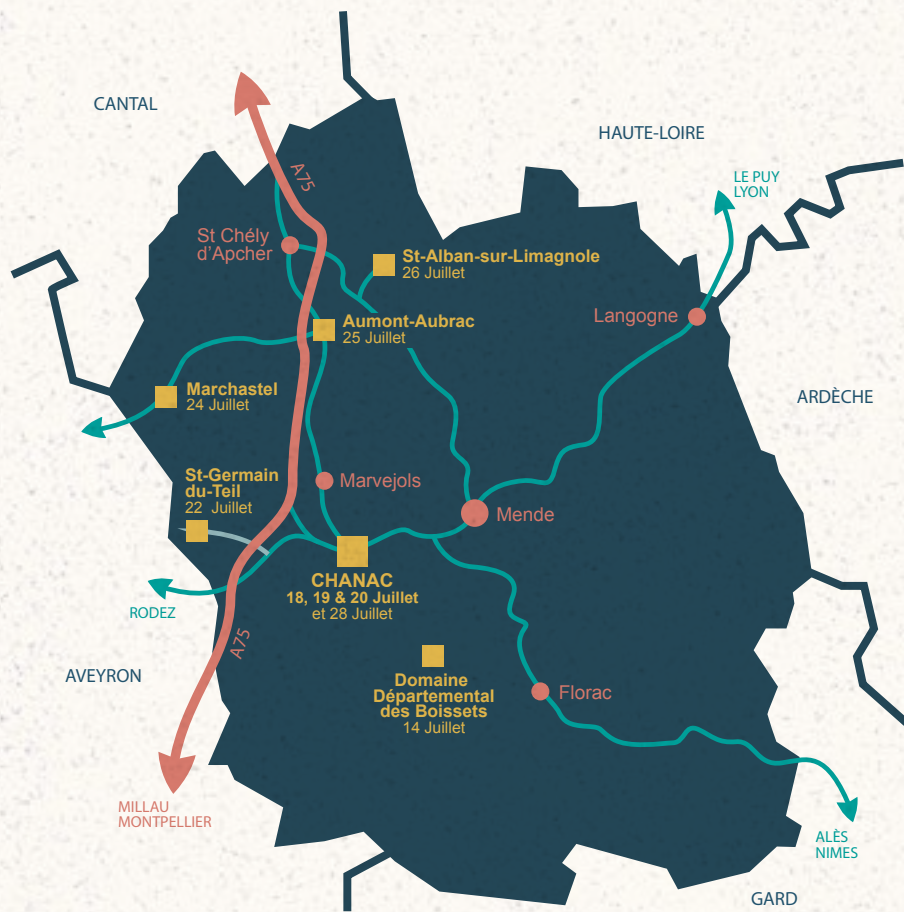 CANTAL
HAUTE-LOIRE
A75
LE PUY
LYON
St Chély
d'Apcher
St-Alban-sur-Limagnole
26 Juillet
Langogne
Aumont-Aubrac
25 Juillet
Marchastel
24 Juillet
ARDÈCHE
St-Germain
du-Teil
22 Juillet
Marvejols
Mende
CHANAC
18, 19 & 20 Juillet
et 28 Juillet
RODEZ
A75
AVEYRON
Domaine
Départemental
des Boissets
14 Juillet
Florac
MILLAU
MONTPELLIER
ALÈS
NIMES
GARD